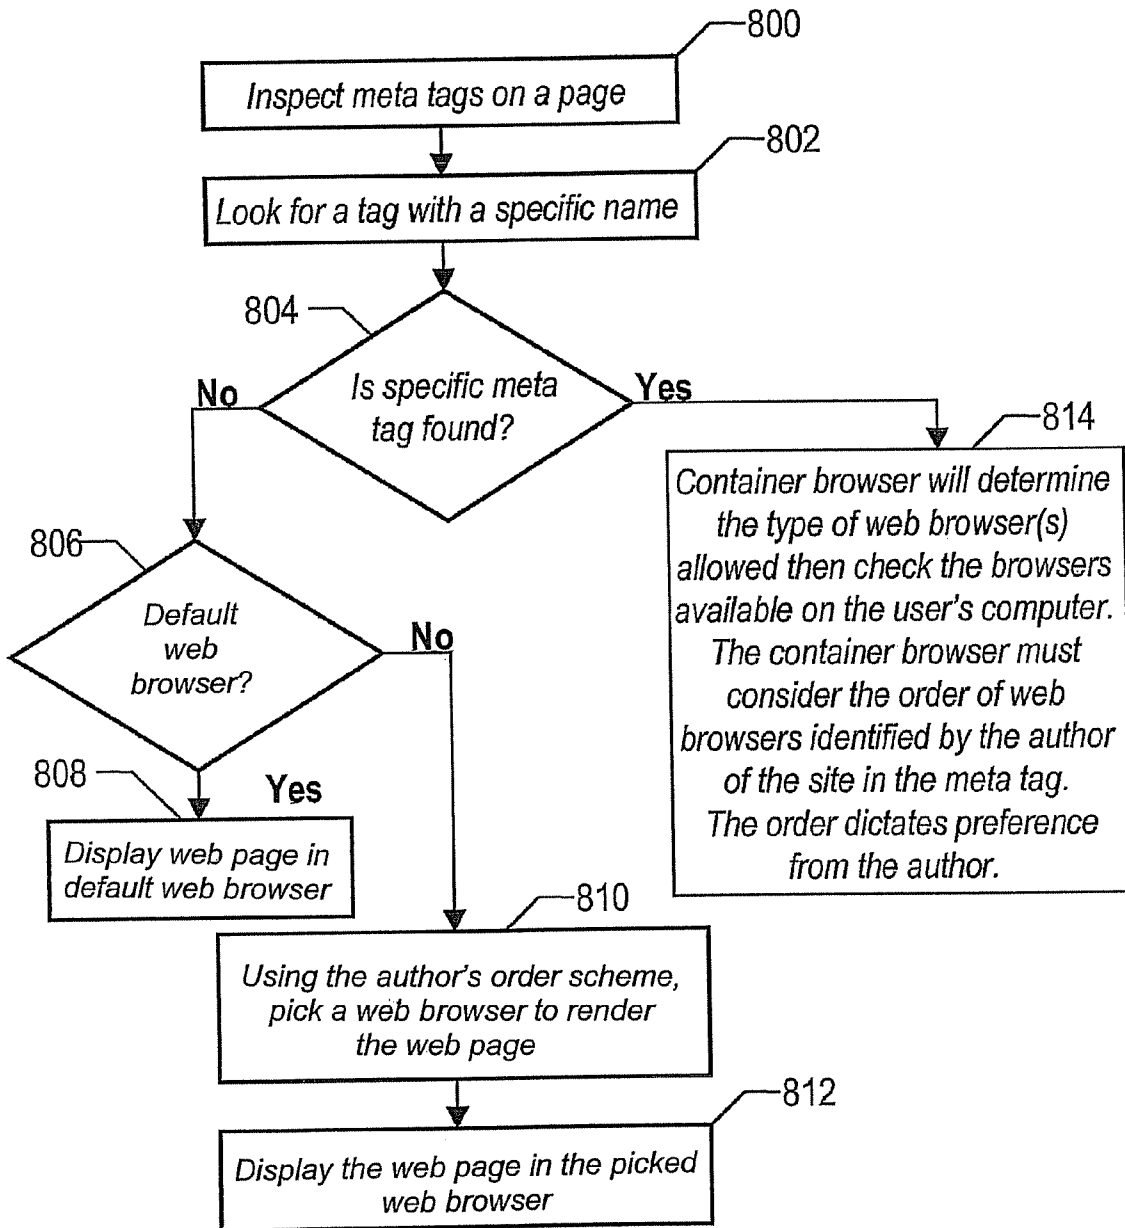 800
Inspect meta tags on a page
802
Look for a tag with a specific name
804
Is specific meta
tag found?
No
Yes
814
Container browser will determine
the type of web browser(s)
allowed then check the browsers
available on the user's computer.
The container browser must
consider the order of web
browsers identified by the author
of the site in the meta tag.
The order dictates preference
from the author.
806
Default
web
browser?
No
808
Yes
Display web page in
default web browser
810
Using the author's order scheme,
pick a web browser to render
the web page
812
Display the web page in the picked
web browser